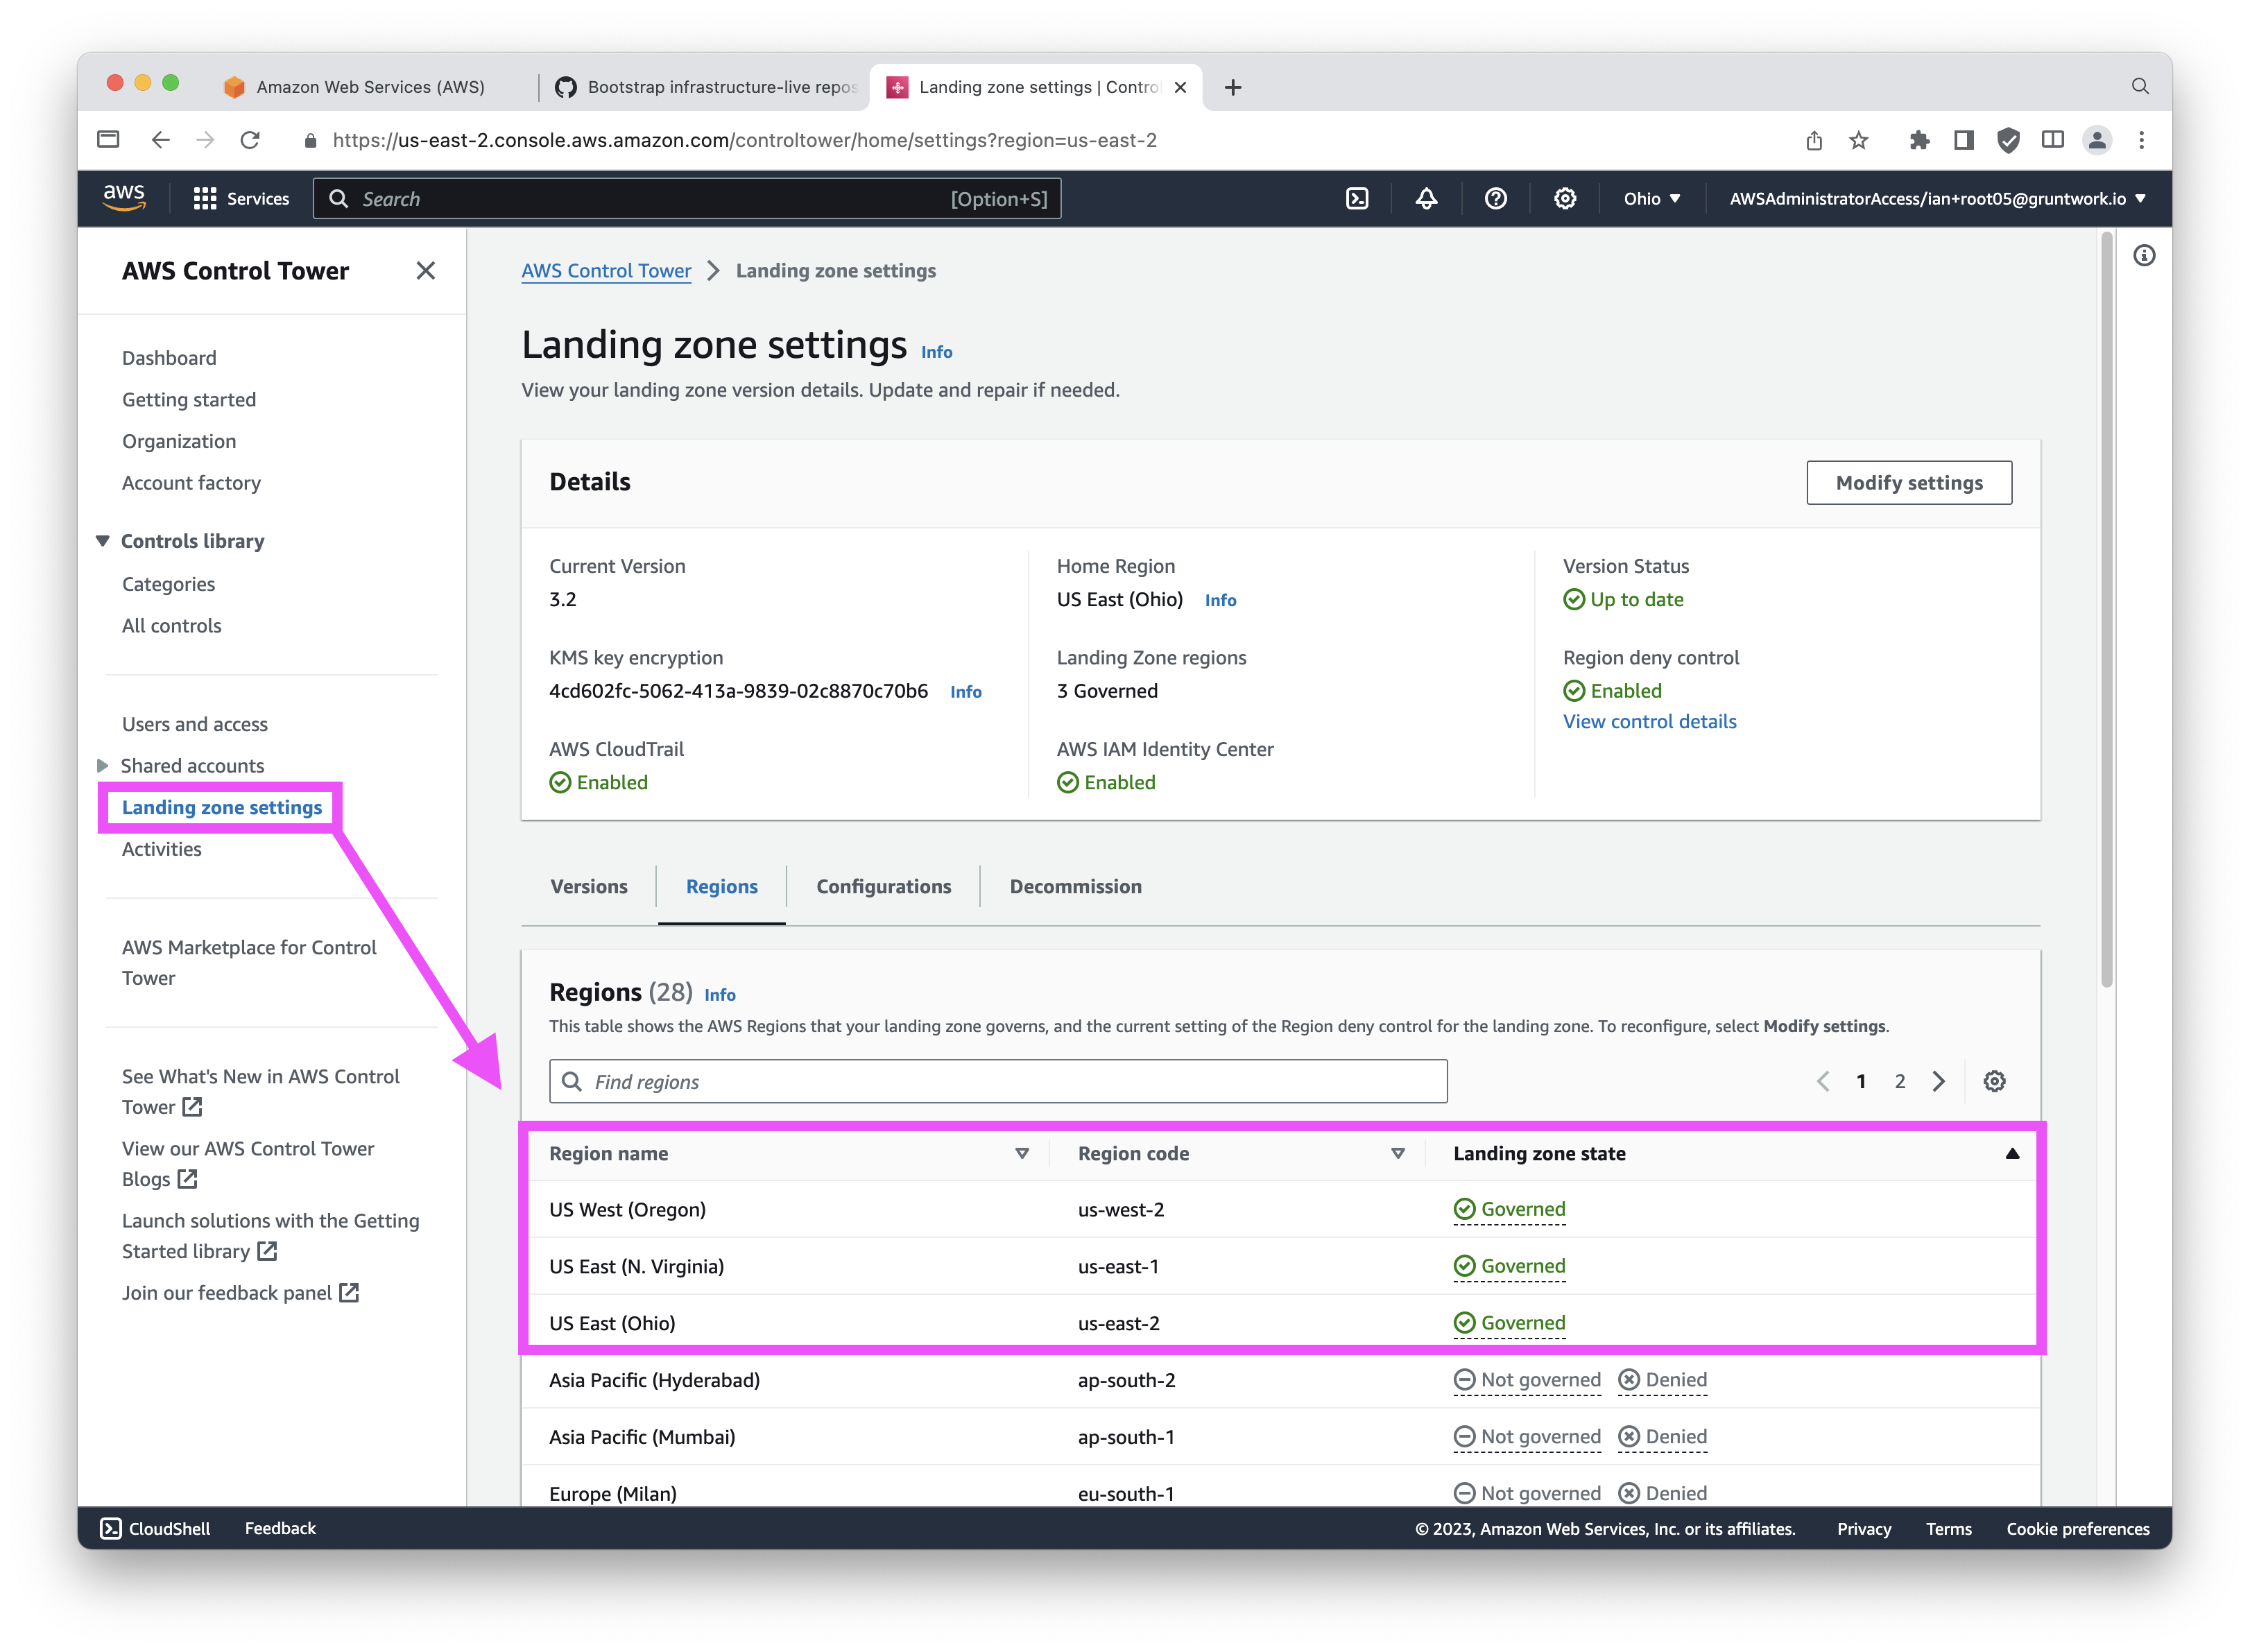 Amazon Web Services (AWS)
Bootstrap infrastructure-live repos
Landing zone settings | Contro
https://us-east-2.console.aws.amazon.com/controltower/home/settings?region=us-east-2
aws
Services
Search
[Option+S]
Ohio
AWSAdministratorAccess/ian+root05@gruntwork.io
AWS Control Tower
Dashboard
Getting started
Organization
Account factory
Controls library
Categories
All controls
Users and access
Shared accounts
Landing zone settings
Activities
AWS Marketplace for Control
Tower
See What's New in AWS Control
Tower
View our AWS Control Tower
Blogs
Launch solutions with the Getting
Started library
Join our feedback panel
AWS Control Tower > Landing zone settings
Landing zone settings Info
View your landing zone version details. Update and repair if needed.
Details
Modify settings
Current Version
3.2
Home Region
US East (Ohio) Info
Version Status
Up to date
KMS key encryption
4cd602fc-5062-413a-9839-02c8870c70b6 Info
Landing Zone regions
3 Governed
Region deny control
Enabled
View control details
AWS CloudTrail
Enabled
AWS IAM Identity Center
Enabled
Versions
Regions
Configurations
Decommission
Regions (28) Info
This table shows the AWS Regions that your landing zone governs, and the current setting of the Region deny control for the landing zone. To reconfigure, select Modify settings.
Find regions
1 2
Region name Region code Landing zone state
US West (Oregon) us-west-2 Governed
US East (N. Virginia) us-east-1 Governed
US East (Ohio) us-east-2 Governed
Asia Pacific (Hyderabad) ap-south-2 Not governed Denied
Asia Pacific (Mumbai) ap-south-1 Not governed Denied
Europe (Milan) eu-south-1 Not governed Denied
CloudShell Feedback © 2023, Amazon Web Services, Inc. or its affiliates. Privacy Terms Cookie preferences